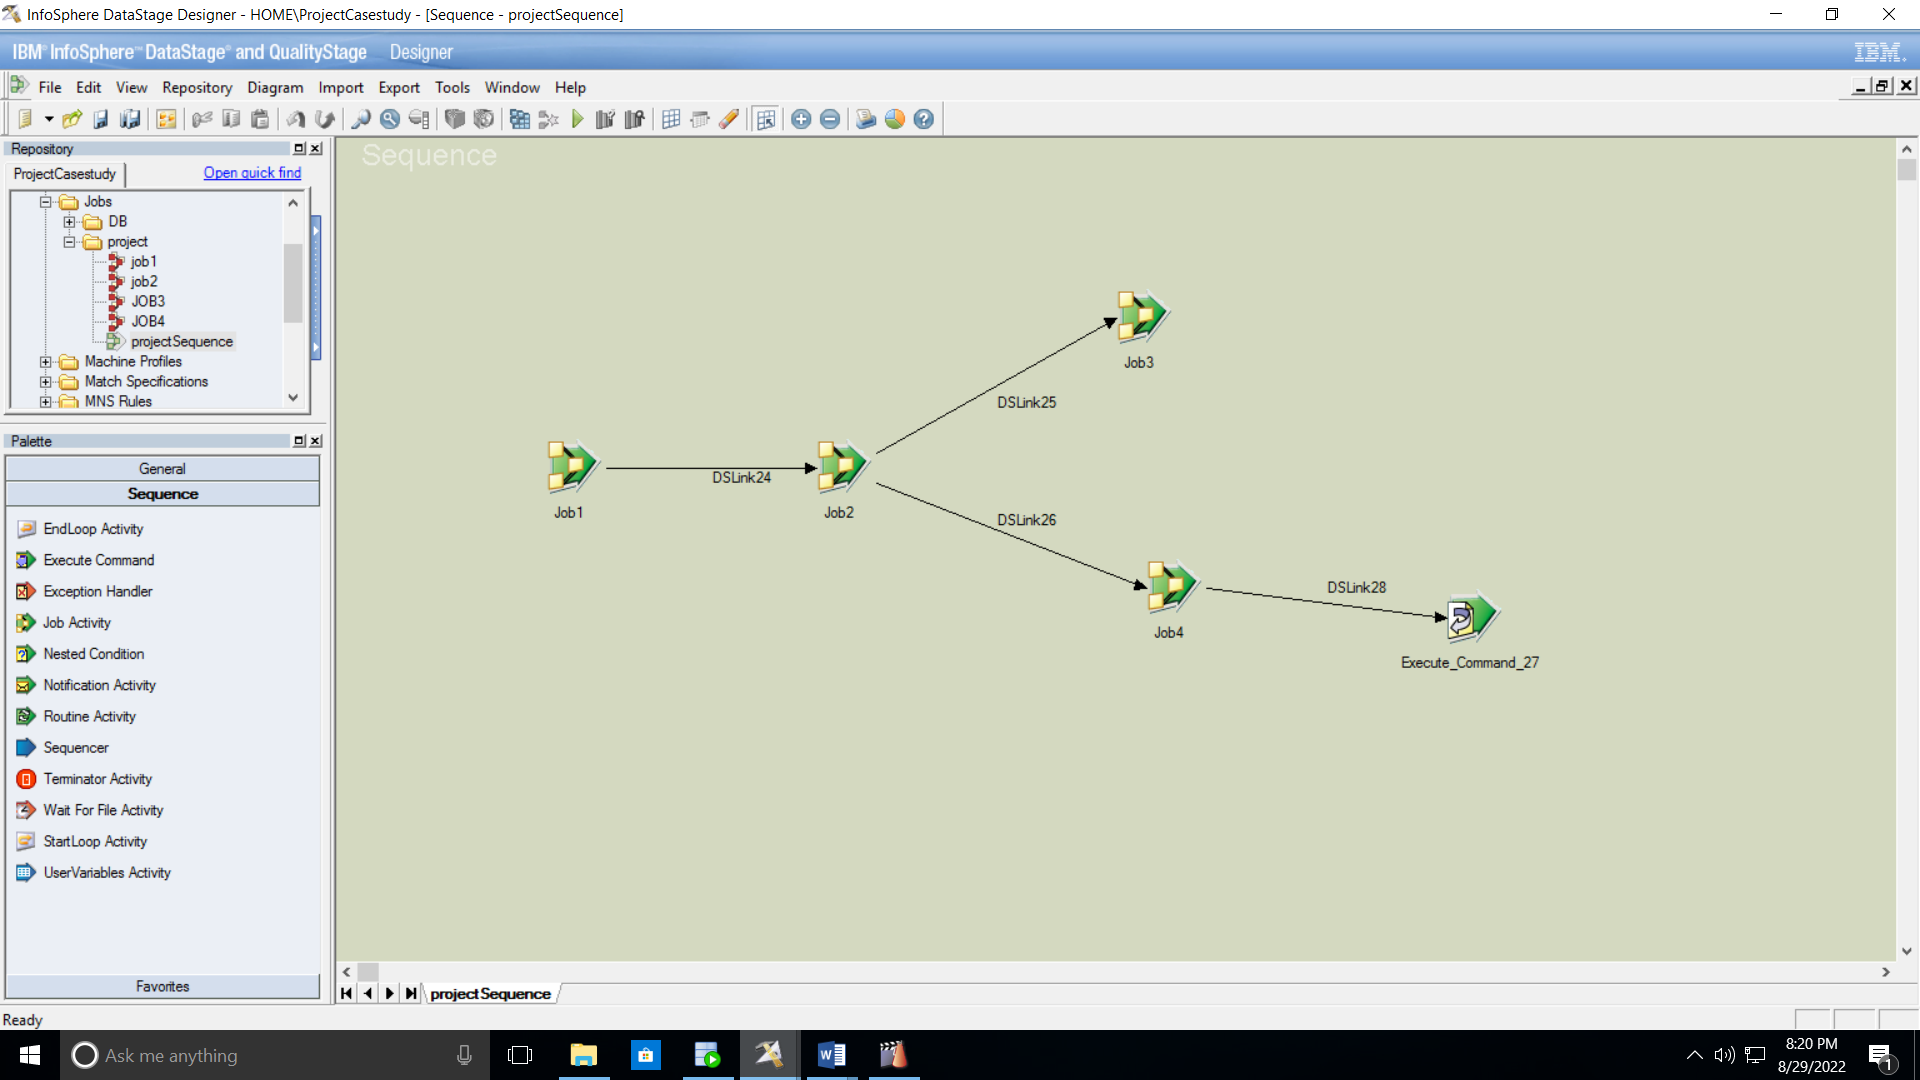 InfoSphere DataStage Designer - HOME\ProjectCasestudy - [Sequence - projectSequence]
IBM® InfoSphere™ DataStage® and QualityStage Designer
IBM.
File Edit View Repository Diagram Import Export Tools Window Help
Repository
ProjectCasestudy
Open quick find
Jobs
DB
project
job1
job2
JOB3
JOB4
projectSequence
Machine Profiles
Match Specifications
MNS Rules
Palette
General
Sequence
EndLoop Activity
Execute Command
Exception Handler
Job Activity
Nested Condition
Notification Activity
Routine Activity
Sequencer
Terminator Activity
Wait For File Activity
StartLoop Activity
UserVariables Activity
Favorites
Sequence
Job3
DSLink25
DSLink24
Job1
Job2
DSLink26
DSLink28
Job4
Execute_Command_27
projectSequence
Ready
Ask me anything
8:20 PM
8/29/2022
1